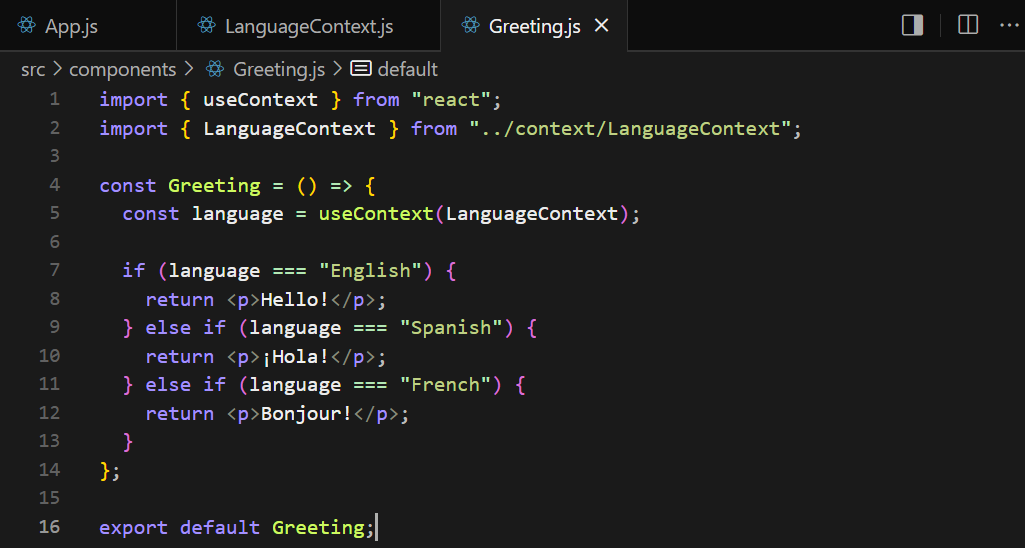 App.js LanguageContext.js Greeting.js
src > components > Greeting.js > default
1 import { useContext } from "react";
2 import { LanguageContext } from "../context/LanguageContext";
3
4 const Greeting = () => {
5   const language = useContext(LanguageContext);
6
7   if (language === "English") {
8     return <p>Hello!</p>;
9   } else if (language === "Spanish") {
10     return <p>¡Hola!</p>;
11   } else if (language === "French") {
12     return <p>Bonjour!</p>;
13   }
14 };
15
16 export default Greeting;